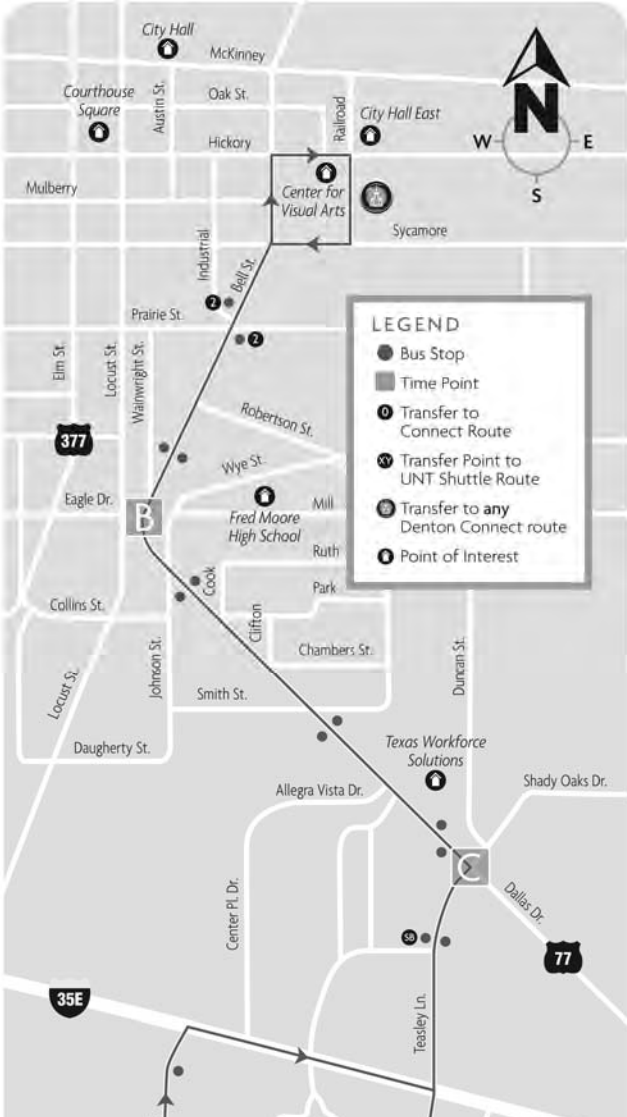 City Hall
McKinney
Courthouse
Square
Austin St.
Oak St.
Railroad
City Hall East
Hickory
N
W
E
S
Mulberry
Center for
Visual Arts
Sycamore
Industrial
Bell St.
2
Prairie St.
2
Elm St.
Locust St.
Wainwright St.
LEGEND
Bus Stop
Time Point
0
Transfer to
Connect Route
XY
Transfer Point to
UNT Shuttle Route
Transfer to any
Denton Connect route
Point of Interest
Robertson St.
377
Wye St.
Eagle Dr.
B
Fred Moore
High School
Mill
Ruth
Cook
Park
Collins St.
Clifton
Chambers St.
Johnson St.
Duncan St.
Locust St.
Smith St.
Daugherty St.
Texas Workforce
Solutions
Allegra Vista Dr.
Shady Oaks Dr.
C
Center Pl. Dr.
Dallas Dr.
SB
77
35E
Teasley Ln.